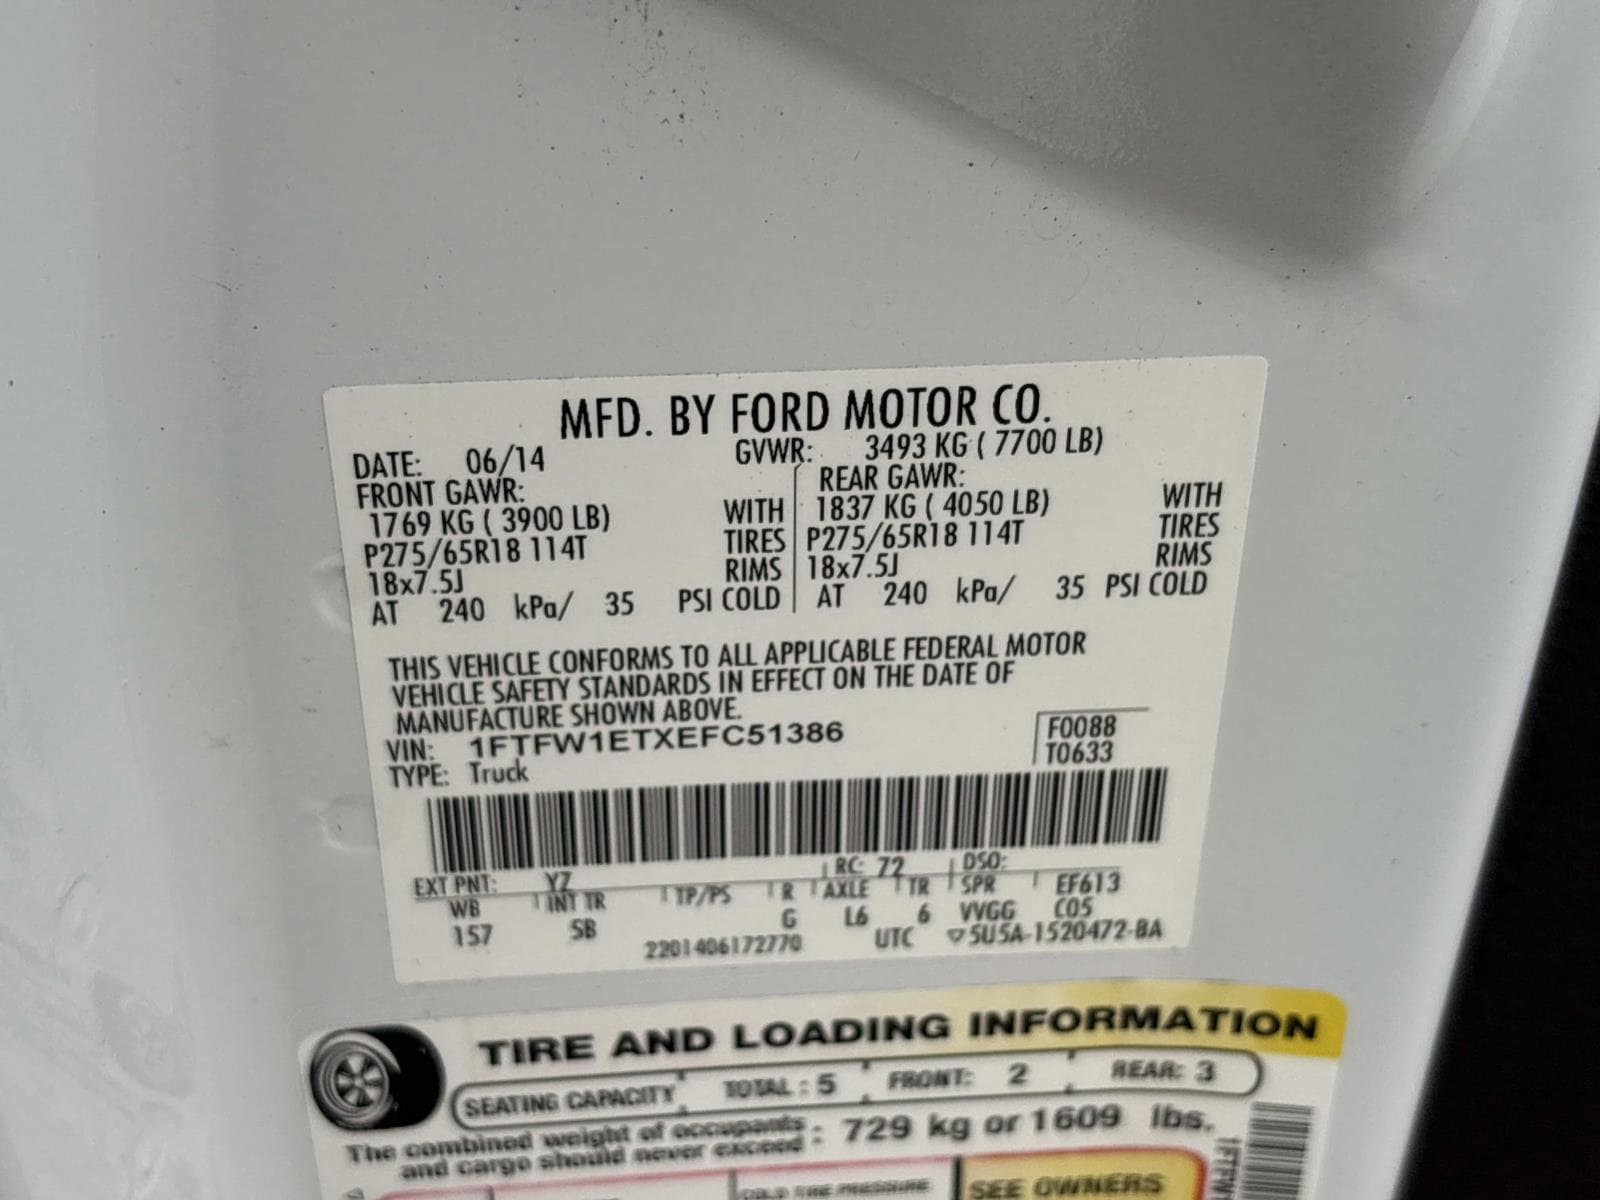 MFD. BY FORD MOTOR CO.
DATE: 06/14 GVWR: 3493 KG ( 7700 LB)
FRONT GAWR: REAR GAWR:
1769 KG ( 3900 LB) WITH 1837 KG ( 4050 LB) WITH
P275/65R18 114T TIRES P275/65R18 114T TIRES
18x7.5J RIMS 18x7.5J RIMS
AT 240 kPa/ 35 PSI COLD AT 240 kPa/ 35 PSI COLD
THIS VEHICLE CONFORMS TO ALL APPLICABLE FEDERAL MOTOR
VEHICLE SAFETY STANDARDS IN EFFECT ON THE DATE OF
MANUFACTURE SHOWN ABOVE.
VIN: 1FTFW1ETXEFC51386 F0088
TYPE: Truck T0633
EXT PNT: YZ RC: 72 DSO:
WB INT TR TP/PS R AXLE TR SPR EF613
157 SB G L6 6 VVGG C05
2201406172770 UTC ▽5U5A-1520472-BA
TIRE AND LOADING INFORMATION
SEATING CAPACITY TOTAL : 5 FRONT: 2 REAR: 3
The combined weight of occupants
and cargo should never exceed : 729 kg or 1609 lbs.
COLD TIRE PRESSURE SEE OWNERS